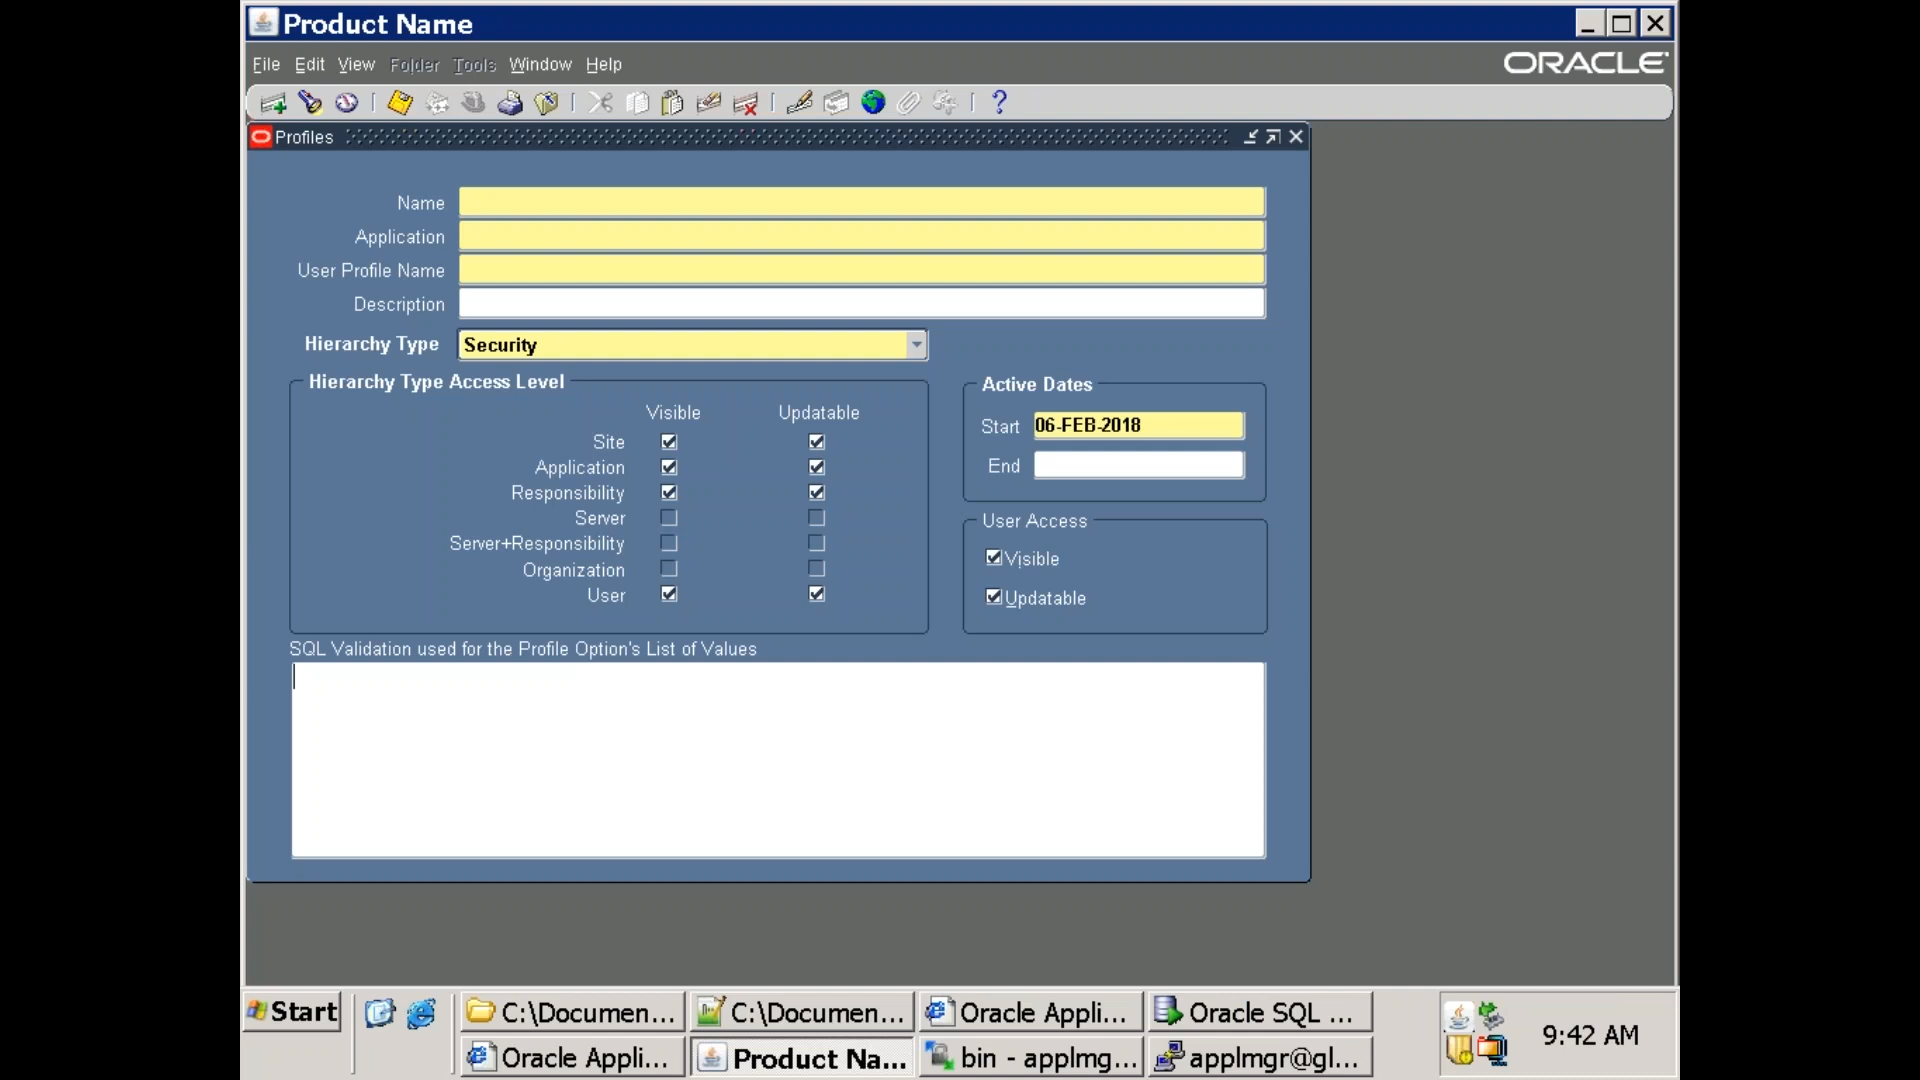 Product Name
File Edit View Folder Tools Window Help
ORACLE
?
Profiles
Name
Application
User Profile Name
Description
Hierarchy Type Security
Hierarchy Type Access Level
Visible Updatable
Site
Application
Responsibility
Server
Server+Responsibility
Organization
User
Active Dates
Start 06-FEB-2018
End
User Access
Visible
Updatable
SQL Validation used for the Profile Option's List of Values
Start
C:\Documen... C:\Documen... Oracle Appli... Oracle SQL ...
Oracle Appli... Product Na... bin - applmg... applmgr@gl...
9:42 AM